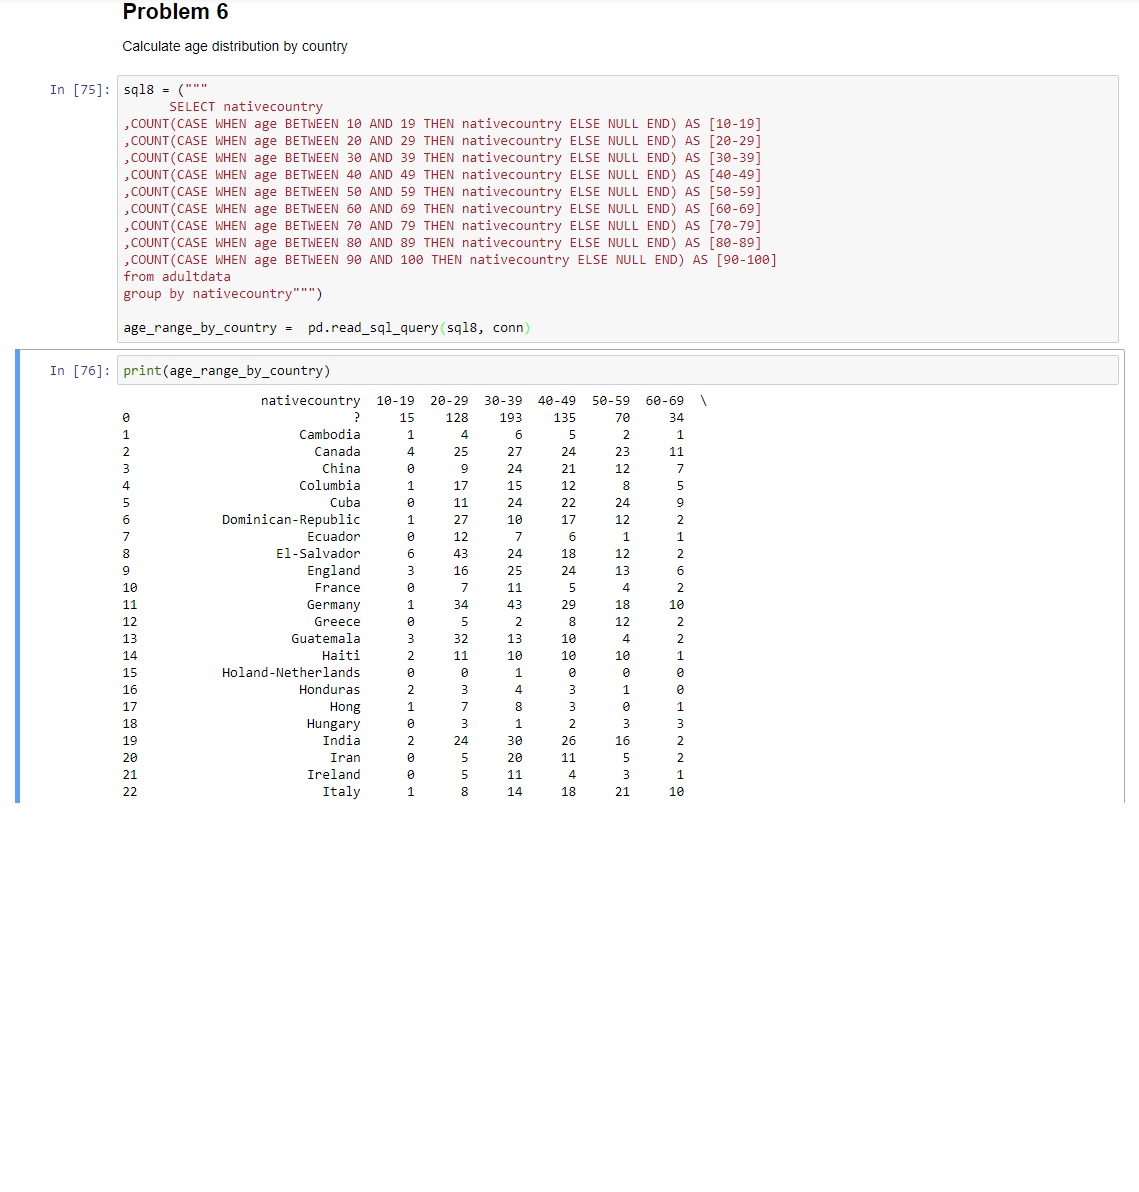 Problem 6
Calculate age distribution by country
In [75]: sql8 = ("""
SELECT nativecountry
,COUNT(CASE WHEN age BETWEEN 10 AND 19 THEN nativecountry ELSE NULL END) AS [10-19]
,COUNT(CASE WHEN age BETWEEN 20 AND 29 THEN nativecountry ELSE NULL END) AS [20-29]
,COUNT(CASE WHEN age BETWEEN 30 AND 39 THEN nativecountry ELSE NULL END) AS [30-39]
,COUNT(CASE WHEN age BETWEEN 40 AND 49 THEN nativecountry ELSE NULL END) AS [40-49]
,COUNT(CASE WHEN age BETWEEN 50 AND 59 THEN nativecountry ELSE NULL END) AS [50-59]
,COUNT(CASE WHEN age BETWEEN 60 AND 69 THEN nativecountry ELSE NULL END) AS [60-69]
,COUNT(CASE WHEN age BETWEEN 70 AND 79 THEN nativecountry ELSE NULL END) AS [70-79]
,COUNT(CASE WHEN age BETWEEN 80 AND 89 THEN nativecountry ELSE NULL END) AS [80-89]
,COUNT(CASE WHEN age BETWEEN 90 AND 100 THEN nativecountry ELSE NULL END) AS [90-100]
from adultdata
group by nativecountry""")
age_range_by_country =  pd.read_sql_query(sql8, conn)
In [76]: print(age_range_by_country)
nativecountry 10-19 20-29 30-39 40-49 50-59 60-69 \
0 ? 15 128 193 135 70 34
1 Cambodia 1 4 6 5 2 1
2 Canada 4 25 27 24 23 11
3 China 0 9 24 21 12 7
4 Columbia 1 17 15 12 8 5
5 Cuba 0 11 24 22 24 9
6 Dominican-Republic 1 27 10 17 12 2
7 Ecuador 0 12 7 6 1 1
8 El-Salvador 6 43 24 18 12 2
9 England 3 16 25 24 13 6
10 France 0 7 11 5 4 2
11 Germany 1 34 43 29 18 10
12 Greece 0 5 2 8 12 2
13 Guatemala 3 32 13 10 4 2
14 Haiti 2 11 10 10 10 1
15 Holand-Netherlands 0 0 1 0 0 0
16 Honduras 2 3 4 3 1 0
17 Hong 1 7 8 3 0 1
18 Hungary 0 3 1 2 3 3
19 India 2 24 30 26 16 2
20 Iran 0 5 20 11 5 2
21 Ireland 0 5 11 4 3 1
22 Italy 1 8 14 18 21 10